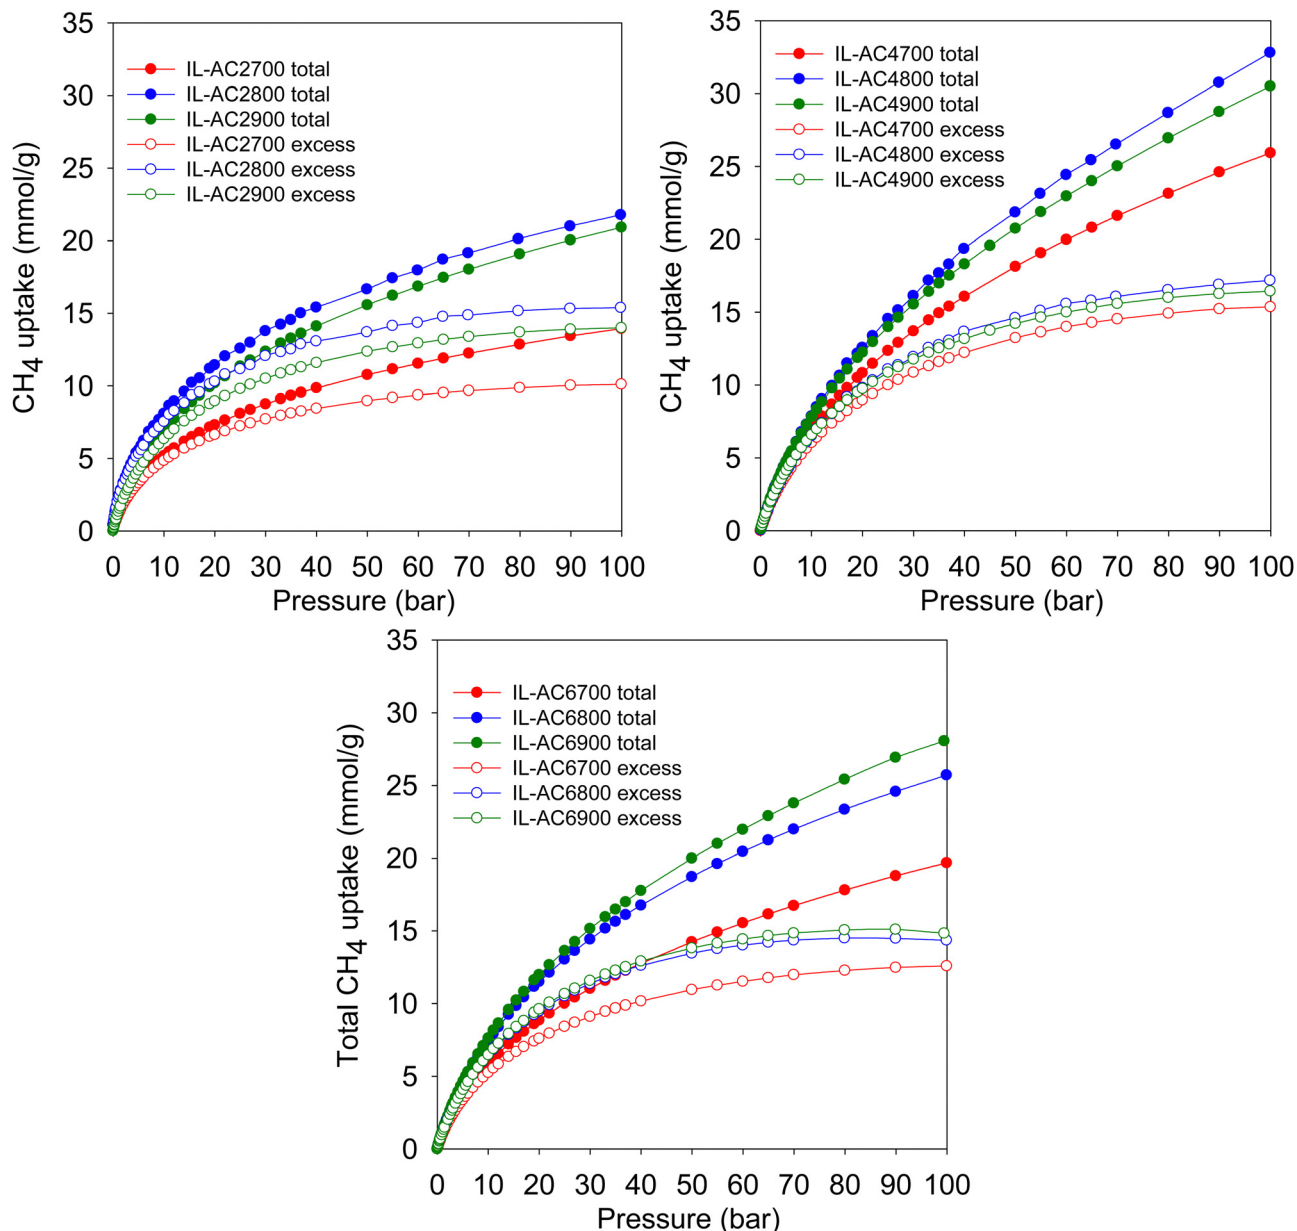 CH4 uptake (mmol/g)
35
30
25
20
15
10
5
0
IL-AC2700 total
IL-AC2800 total
IL-AC2900 total
IL-AC2700 excess
IL-AC2800 excess
IL-AC2900 excess
0 10 20 30 40 50 60 70 80 90 100
Pressure (bar)
CH4 uptake (mmol/g)
35
30
25
20
15
10
5
0
IL-AC4700 total
IL-AC4800 total
IL-AC4900 total
IL-AC4700 excess
IL-AC4800 excess
IL-AC4900 excess
0 10 20 30 40 50 60 70 80 90 100
Pressure (bar)
Total CH4 uptake (mmol/g)
35
30
25
20
15
10
5
0
IL-AC6700 total
IL-AC6800 total
IL-AC6900 total
IL-AC6700 excess
IL-AC6800 excess
IL-AC6900 excess
0 10 20 30 40 50 60 70 80 90 100
Pressure (bar)